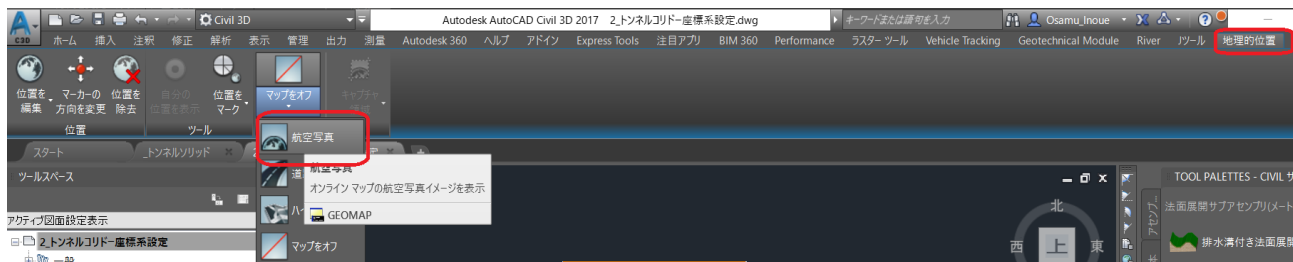 Civil 3D
Autodesk AutoCAD Civil 3D 2017 2_トンネルコリドー座標系設定.dwg
キーワードまたは語句を入力
Osamu_Inoue
C3D
ホーム 挿入 注釈 修正 解析 表示 管理 出力 測量 Autodesk 360 ヘルプ アドイン Express Tools 注目アプリ BIM 360 Performance ラスター ツール Vehicle Tracking Geotechnical Module River Jツール 地理的位置
位置を編集 マーカーの方向を変更 位置を除去 自分の位置を表示 位置をマーク マップをオフ キャプチャ領域
位置 ツール
航空写真
スタート _トンネルソリッド
航空写真
ツールスペース
オンライン マップの航空写真イメージを表示
TOOL PALETTES - CIVIL サ
GEOMAP
北
アセンブ...
法面展開サブアセンブリ(メート
アクティブ図面設定表示
2_トンネルコリドー座標系設定
マップをオフ
西 上 東
排水溝付き法面展開
一般